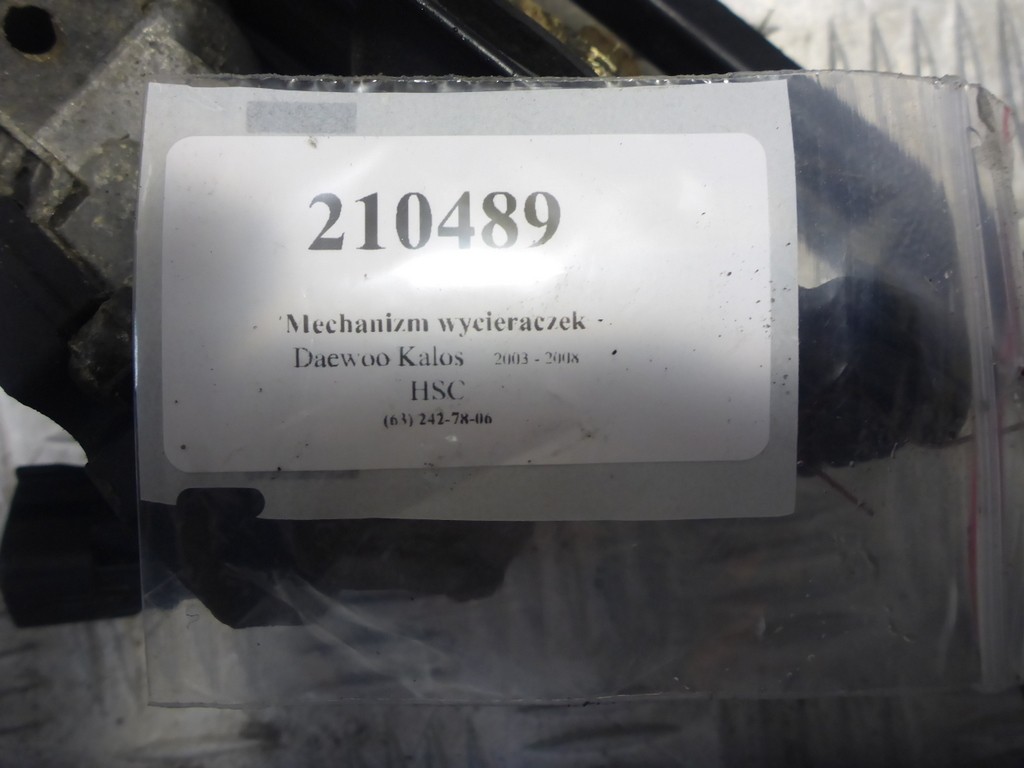 210489
Mechanizm wycieraczek
Daewoo Kalos 2003 - 2008
HSC
(63) 242-78-06